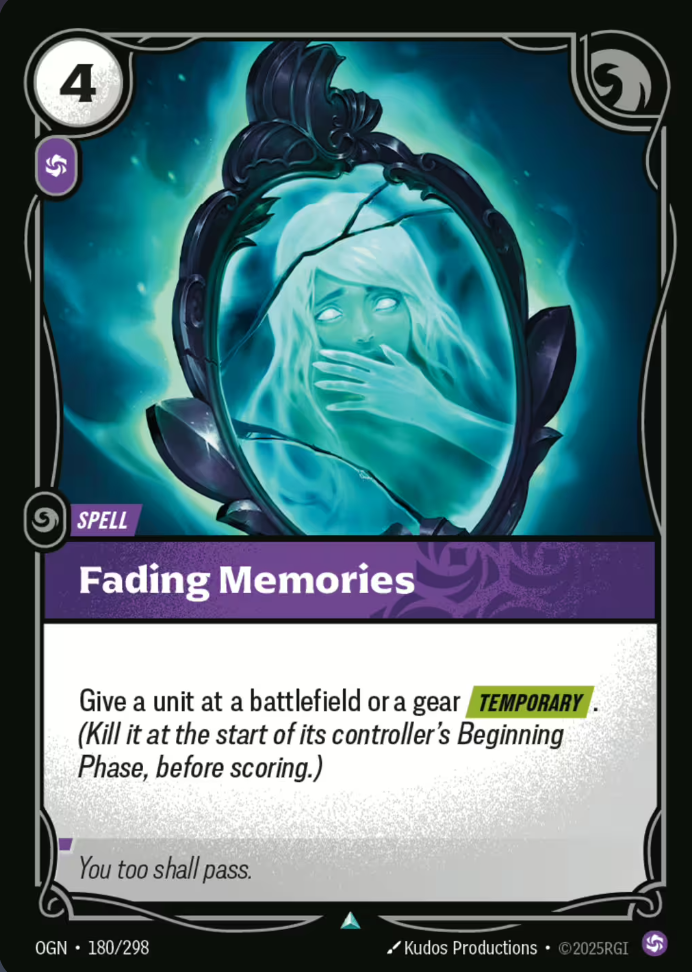 4
SPELL
Fading Memories
Give a unit at a battlefield or a gear TEMPORARY.
(Kill it at the start of its controller's Beginning
Phase, before scoring.)
You too shall pass.
OGN • 180/298
Kudos Productions • ©2025RGI